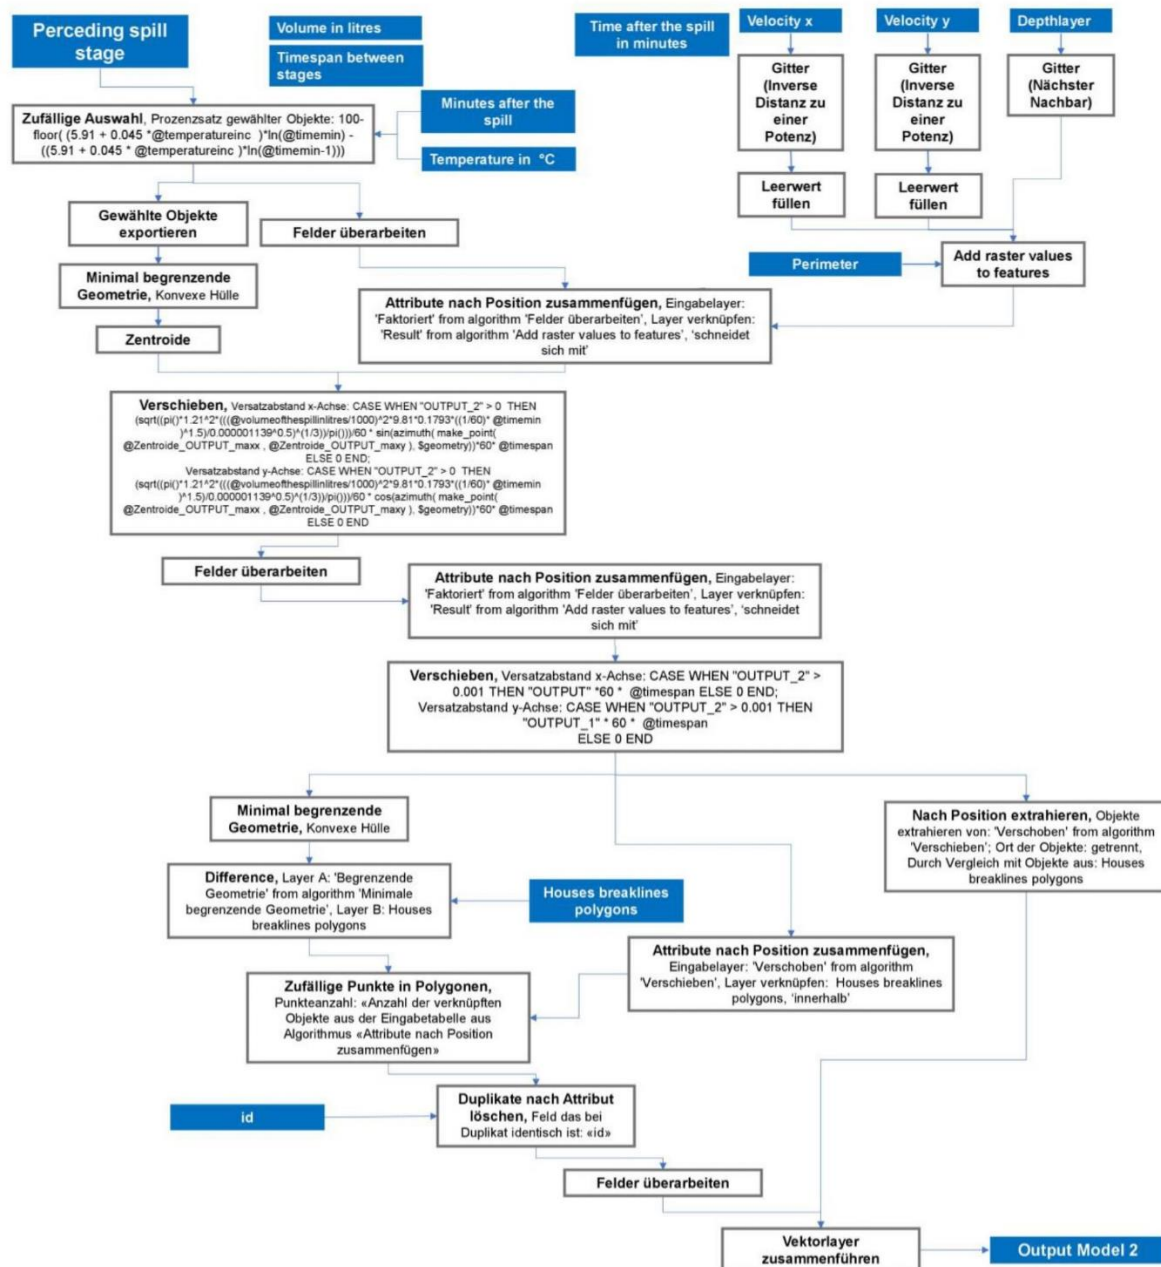 Perceding spill
stage
Volume in litres
Timespan between
stages
Time after the spill
in minutes
Velocity x
Velocity y
Depthlayer
Gitter
(Inverse
Distanz zu
einer
Potenz)
Gitter
(Inverse
Distanz zu
einer
Potenz)
Gitter
(Nächster
Nachbar)
Minutes after the
spill
Zufällige Auswahl, Prozensatz gewählter Objekte: 100-
floor( (5.91 + 0.045 *@temperatureinc )*ln(@timemin) -
((5.91 + 0.045 * @temperatureinc )*ln(@timemin-1)))
Temperature in °C
Leerwert
füllen
Leerwert
füllen
Gewählte Objekte
exportieren
Felder überarbeiten
Perimeter
Add raster values
to features
Minimal begrenzende
Geometrie, Konvexe Hülle
Attribute nach Position zusammenfügen, Eingabelayer:
'Faktoriert' from algorithm 'Felder überarbeiten', Layer verknüpfen:
'Result' from algorithm 'Add raster values to features', 'schneidet
sich mit'
Zentroide
Verschieben, Versatzabstand x-Achse: CASE WHEN "OUTPUT_2" > 0 THEN
(sqrt((pi()*1.21^2*(((@volumeofthespillinlitres/1000)^2*9.81*0.1793*((1/60)* @timemin
)^1.5)/0.000001139^0.5)^(1/3))/pi()))/60 * sin(azimuth( make_point(
@Zentroide_OUTPUT_maxx , @Zentroide_OUTPUT_maxy ), $geometry))*60* @timespan
ELSE 0 END;
Versatzabstand y-Achse: CASE WHEN "OUTPUT_2" > 0 THEN
(sqrt((pi()*1.21^2*(((@volumeofthespillinlitres/1000)^2*9.81*0.1793*((1/60)* @timemin
)^1.5)/0.000001139^0.5)^(1/3))/pi()))/60 * cos(azimuth( make_point(
@Zentroide_OUTPUT_maxx , @Zentroide_OUTPUT_maxy ), $geometry))*60* @timespan
ELSE 0 END
Felder überarbeiten
Attribute nach Position zusammenfügen, Eingabelayer:
'Faktoriert' from algorithm 'Felder überarbeiten', Layer verknüpfen:
'Result' from algorithm 'Add raster values to features', 'schneidet
sich mit'
Verschieben, Versatzabstand x-Achse: CASE WHEN "OUTPUT_2" >
0.001 THEN "OUTPUT" *60 * @timespan ELSE 0 END;
Versatzabstand y-Achse: CASE WHEN "OUTPUT_2" > 0.001 THEN
"OUTPUT_1" * 60 * @timespan
ELSE 0 END
Minimal begrenzende
Geometrie, Konvexe Hülle
Nach Position extrahieren, Objekte
extrahieren von: 'Verschoben' from algorithm
'Verschieben'; Ort der Objekte: getrennt,
Durch Vergleich mit Objekte aus: Houses
breaklines polygons
Difference, Layer A: 'Begrenzende
Geometrie' from algorithm 'Minimale
begrenzende Geometrie', Layer B: Houses
breaklines polygons
Houses breaklines
polygons
Attribute nach Position zusammenfügen,
Eingabelayer: 'Verschoben' from algorithm
'Verschieben', Layer verknüpfen: Houses breaklines
polygons, 'innerhalb'
Zufällige Punkte in Polygonen,
Punkteanzahl: «Anzahl der verknüpften
Objekte aus der Eingabetabelle aus
Algorithmus «Attribute nach Position
zusammenfügen»
id
Duplikate nach Attribut
löschen, Feld das bei
Duplikat identisch ist: «id»
Felder überarbeiten
Vektorlayer
zusammenführen
Output Model 2